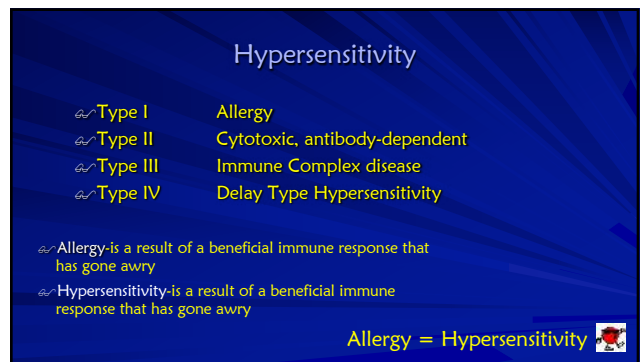 Hypersensitivity
Type I Allergy
Type II Cytotoxic, antibody-dependent
Type III Immune Complex disease
Type IV Delay Type Hypersensitivity
Allergy-is a result of a beneficial immune response that
has gone awry
Hypersensitivity-is a result of a beneficial immune
response that has gone awry
Allergy = Hypersensitivity